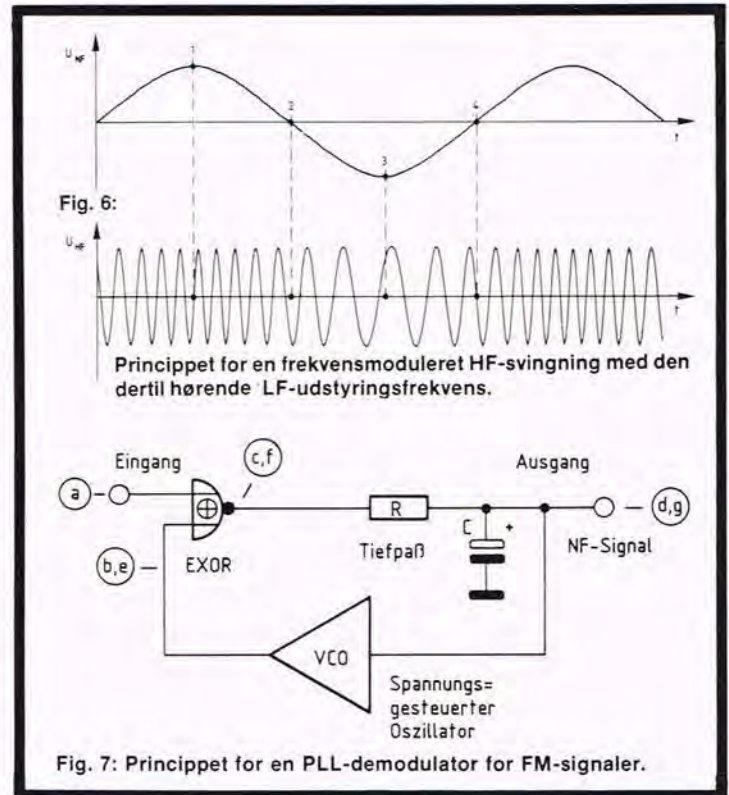 U NF
1
2
3
4
t
Fig. 6:
U HF
t
Princippet for en frekvensmoduleret HF-svingning med den
dertil hørende LF-udstyringsfrekvens.
Eingang
c,f
Ausgang
a
R
C
+
d,g
Tiefpaß
NF-Signal
b,e
EXOR
VCO
Spannungs=
gesteuerter
Oszillator
Fig. 7: Princippet for en PLL-demodulator for FM-signaler.